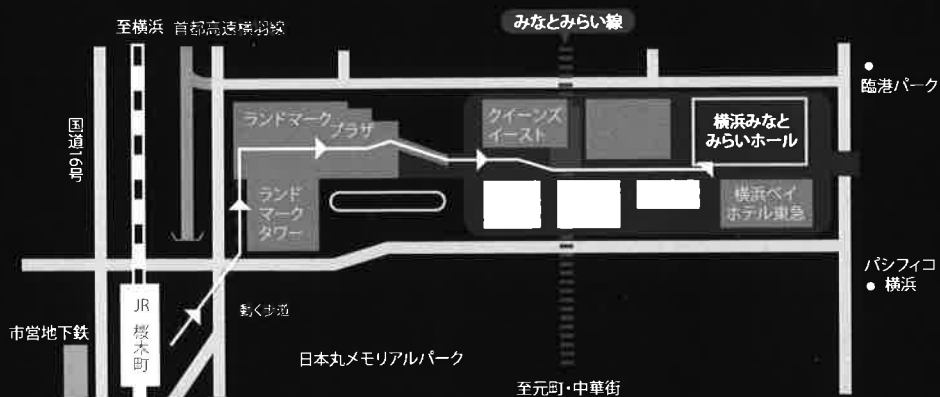 至横浜
首都高速横羽線
みなとみらい線
臨港パーク
国道16号
ランドマーク
プラザ
クイーンズ
イースト
横浜みなと
みらいホール
ランド
マーク
タワー
横浜ベイ
ホテル東急
パシフィコ
横浜
JR
桜木町
動く歩道
市営地下鉄
日本丸メモリアルパーク
至元町・中華街